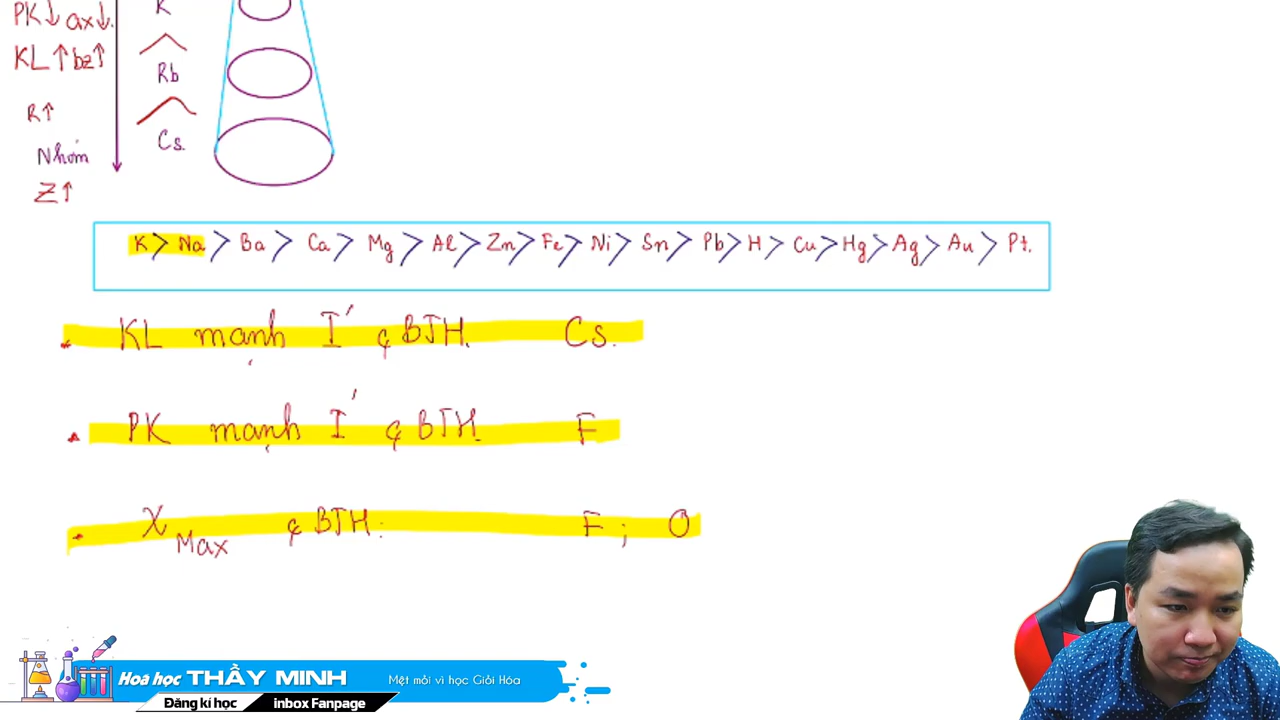 K
PK↓ ax↓.
KL↑ bz↑
Rb
R↑
Cs.
Nhóm
Z↑
K > Na > Ba > Ca > Mg > Al > Zn > Fe > Ni > Sn > Pb > H > Cu > Hg > Ag > Au > Pt.
• KL mạnh I' ¢ BTH. Cs.
• PK mạnh I' ¢ BTH. F
• χ Max ¢ BTH: F; O
Hoá học THẦY MINH
Mệt mỏi vì học Giỏi Hóa
Đăng kí học inbox Fanpage